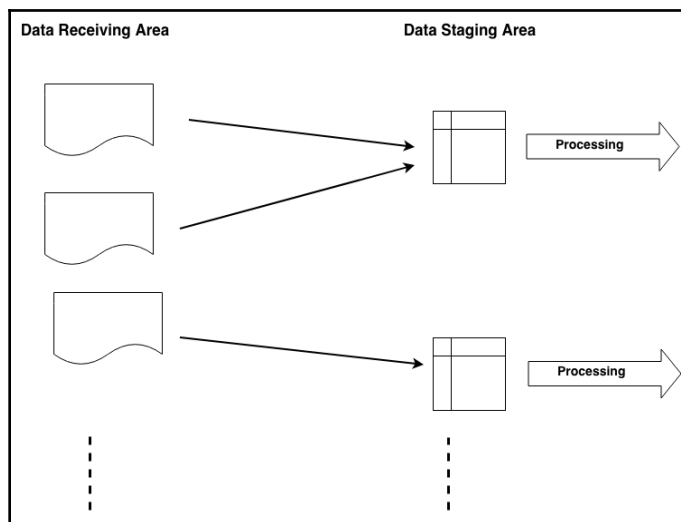 Data Receiving Area
Data Staging Area
Processing
Processing